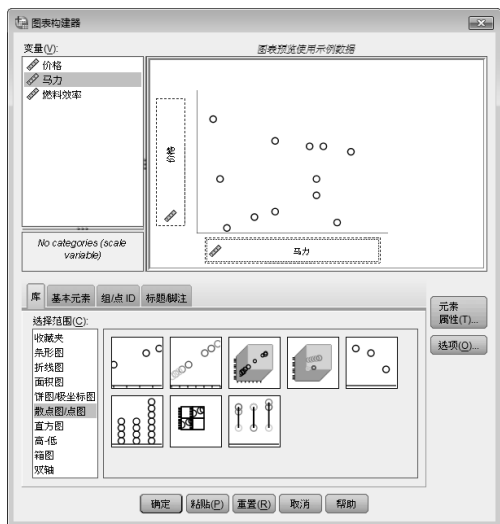 图表构建器
变量(V):
图表预览使用示例数据
价格
马力
燃料效率
价格
马力
No categories (scale
variable)
库
基本元素
组/点 ID
标题/脚注
元素
属性(T)...
选项(O)...
选择范围(C):
收藏夹
条形图
折线图
面积图
饼图/极坐标图
散点图/点图
直方图
高-低
箱图
双轴
确定
粘贴(P)
重置(R)
取消
帮助